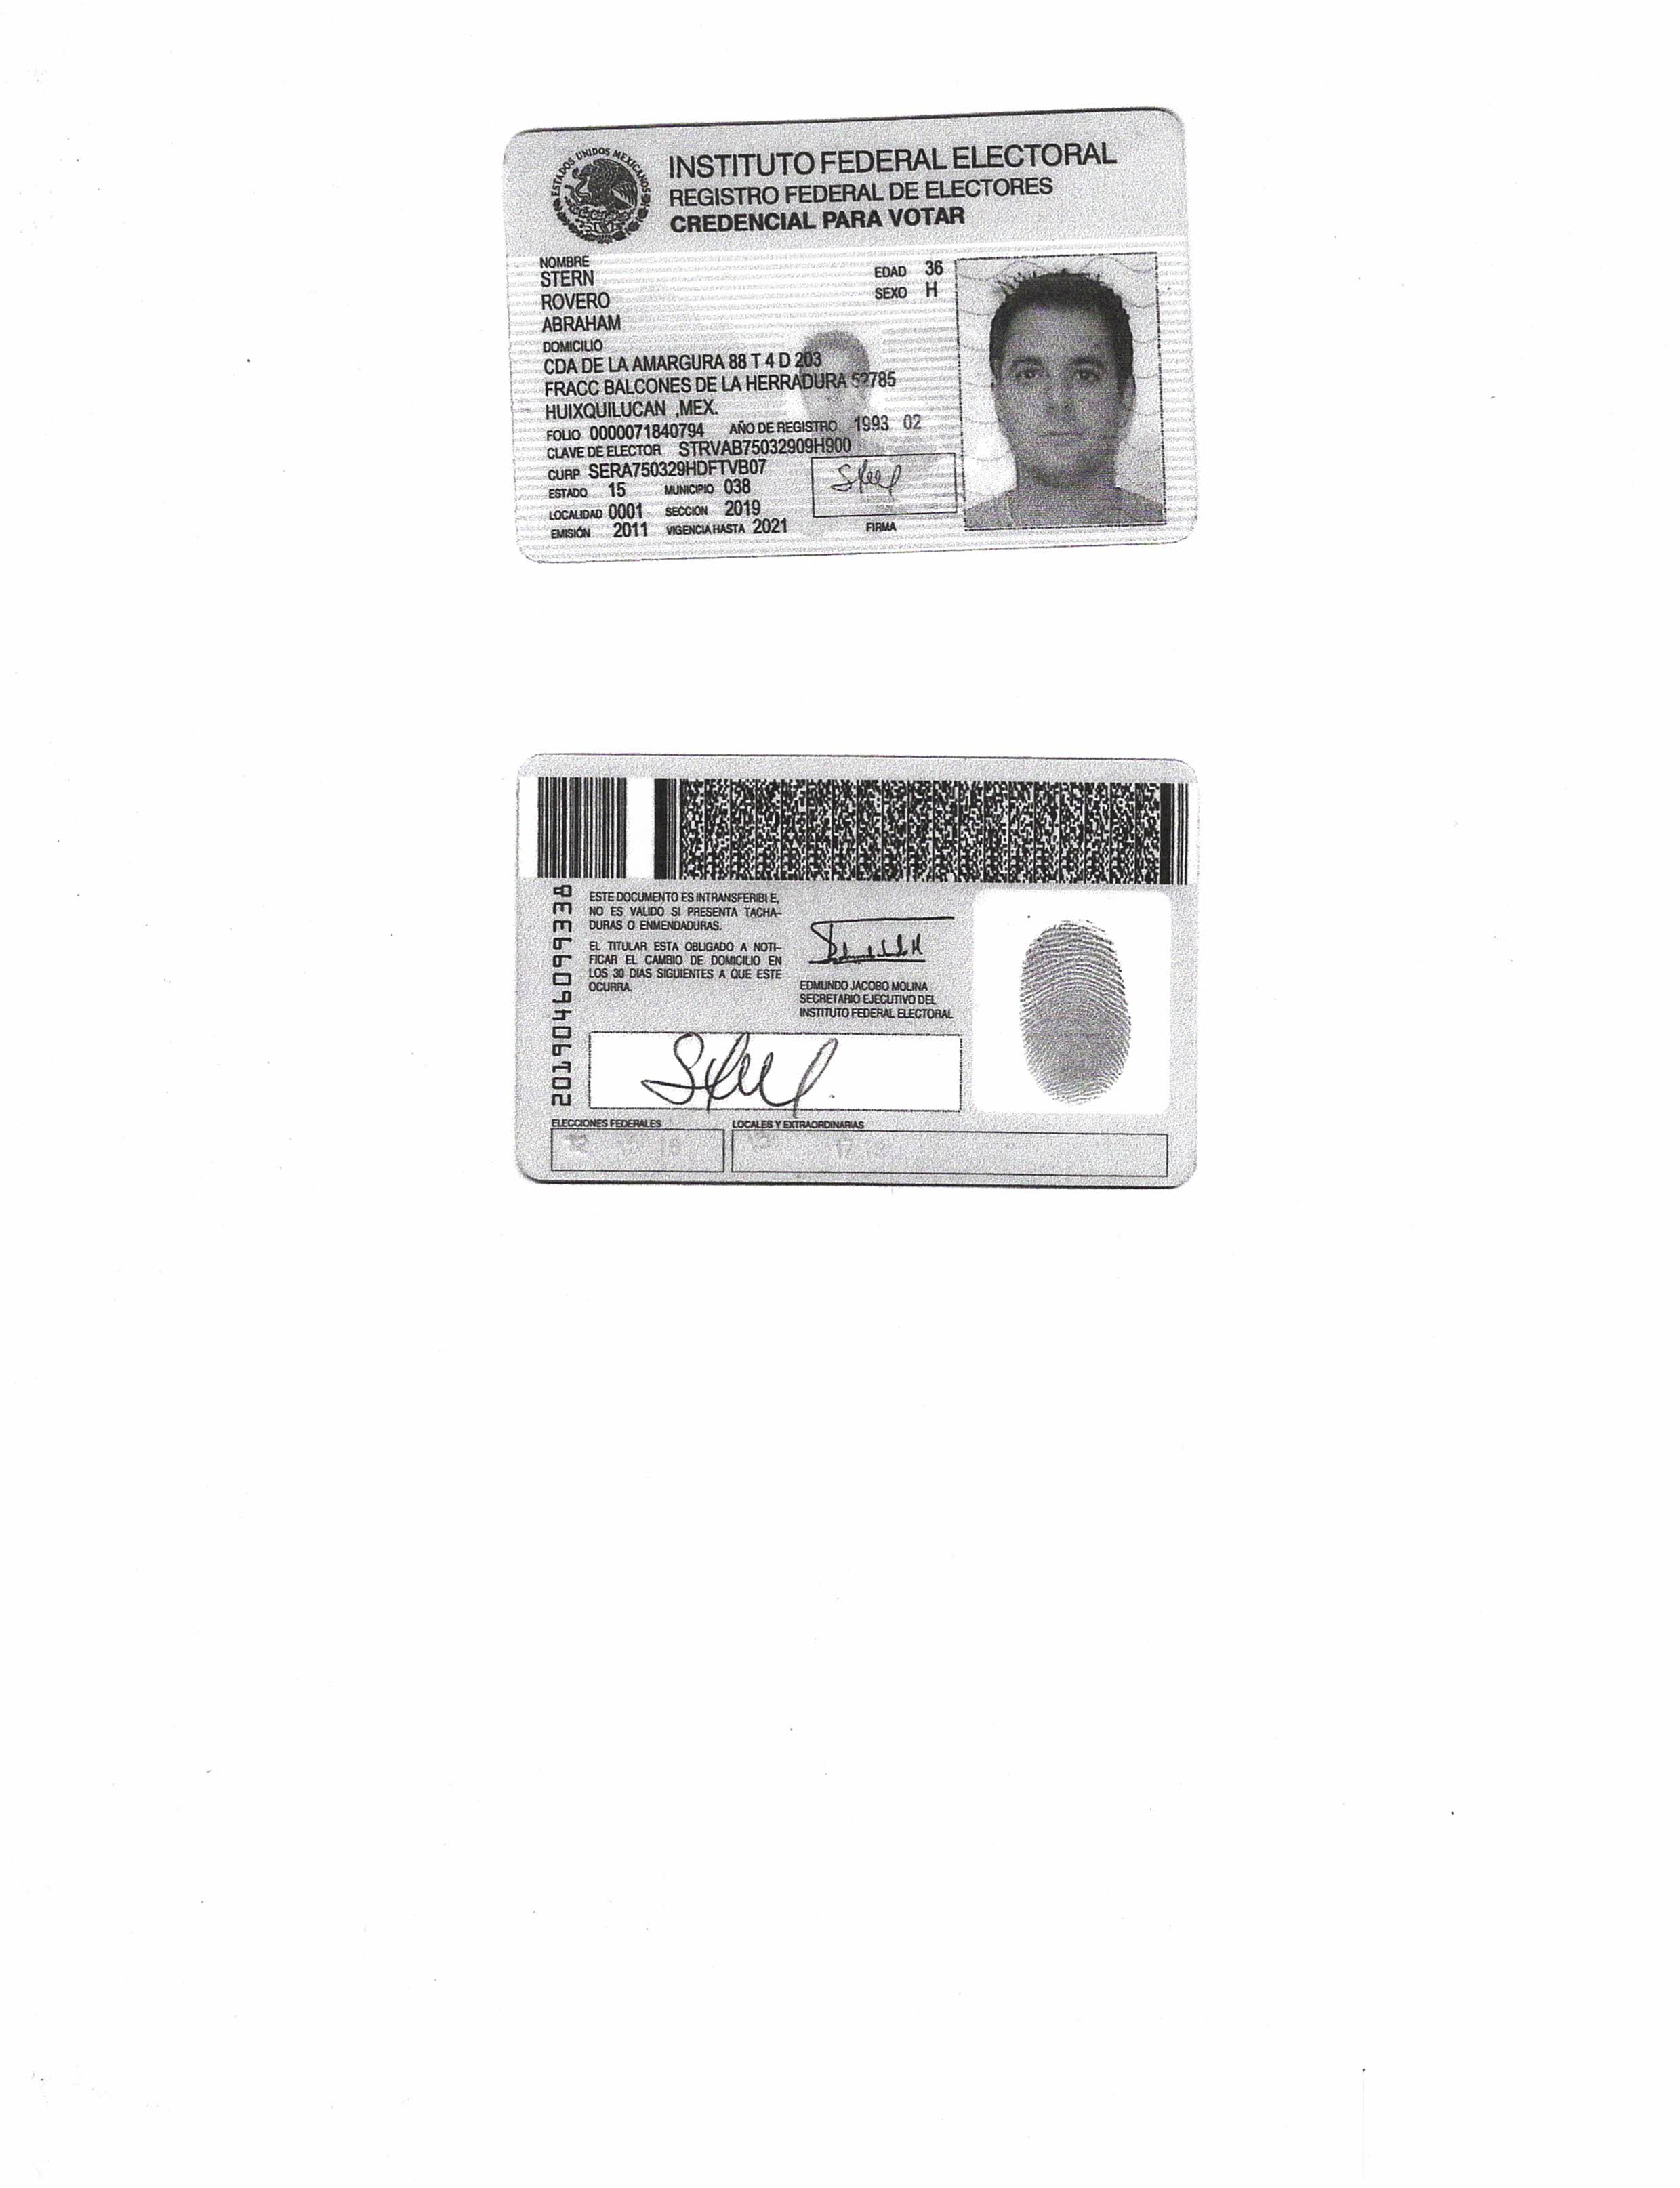 ESTADOS UNIDOS MEXICANOS
INSTITUTO FEDERAL ELECTORAL
REGISTRO FEDERAL DE ELECTORES
CREDENCIAL PARA VOTAR
NOMBRE
STERN
ROVERO
ABRAHAM
EDAD 36
SEXO H
DOMICILIO
CDA DE LA AMARGURA 88 T 4 D 203
FRACC BALCONES DE LA HERRADURA 52785
HUIXQUILUCAN ,MEX.
FOLIO 0000071840794 AÑO DE REGISTRO 1993 02
CLAVE DE ELECTOR STRVAB75032909H900
CURP SERA750329HDFTVB07
ESTADO 15 MUNICIPIO 038
LOCALIDAD 0001 SECCION 2019
EMISIÓN 2011 VIGENCIA HASTA 2021 FIRMA
ESTE DOCUMENTO ES INTRANSFERIBLE,
NO ES VALIDO SI PRESENTA TACHA-
DURAS O ENMENDADURAS.
EL TITULAR ESTA OBLIGADO A NOTI-
FICAR EL CAMBIO DE DOMICILIO EN
LOS 30 DIAS SIGUIENTES A QUE ESTE
OCURRA.
EDMUNDO JACOBO MOLINA
SECRETARIO EJECUTIVO DEL
INSTITUTO FEDERAL ELECTORAL
ELECCIONES FEDERALES
LOCALES Y EXTRAORDINARIAS
12 15 18
17